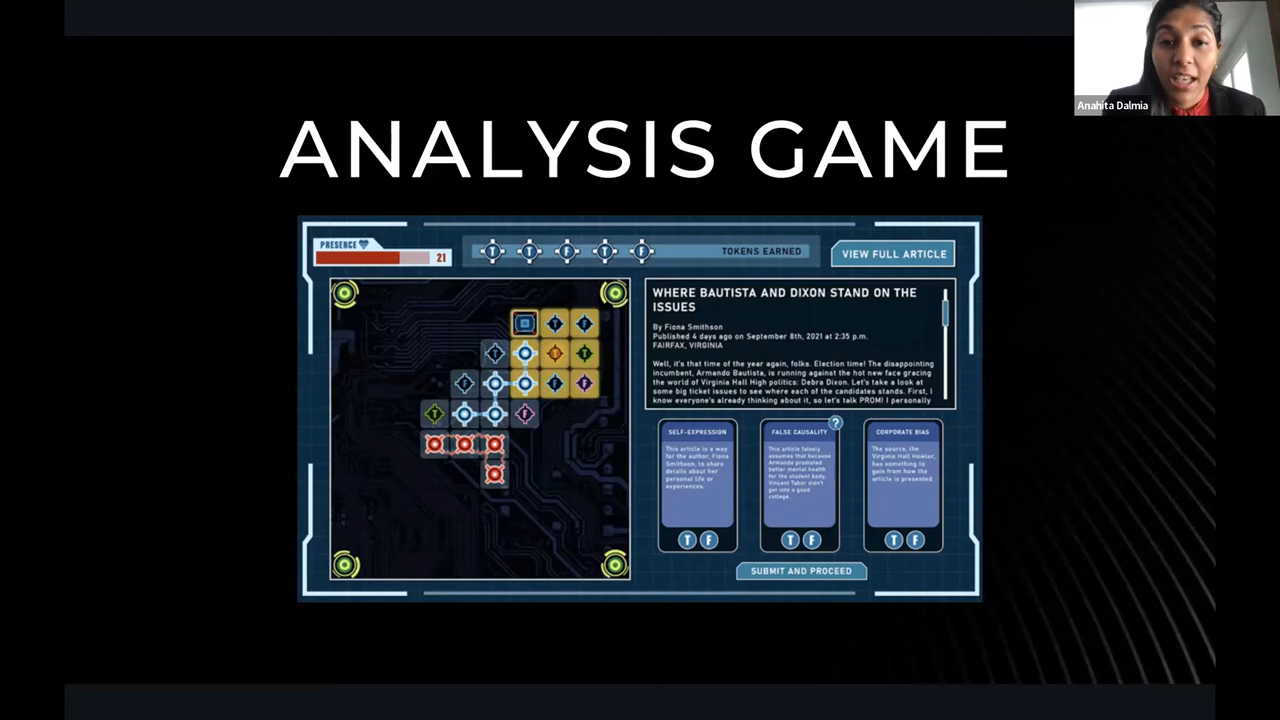 Anahita Dalmia
ANALYSIS GAME
PRESENCE
21
T T F T F
TOKENS EARNED
VIEW FULL ARTICLE
WHERE BAUTISTA AND DIXON STAND ON THE
ISSUES
By Fiona Smithson
Published 4 days ago on September 8th, 2021 at 2:35 p.m.
FAIRFAX, VIRGINIA
Well, it's that time of the year again, folks. Election time! The disappointing
incumbent, Armando Bautista, is running against the hot new face gracing
the world of Virginia Hall High politics: Debra Dixon. Let's take a look at
some big ticket issues to see where each of the candidates stands. First, I
know everyone's already thinking about it, so let's talk PROM! I personally
T F
T T T
F F F
T F
SELF-EXPRESSION
This article is a way
for the author, Fiona
Smithson, to share
details about her
personal life or
experiences.
T F
?
FALSE CAUSALITY
This article falsely
assumes that because
Armando promoted
better mental health
for the student body,
Vincent Tabor didn't
get into a good
college.
T F
CORPORATE BIAS
The source, the
Virginia Hall Howler,
has something to
gain from how the
article is presented.
T F
SUBMIT AND PROCEED